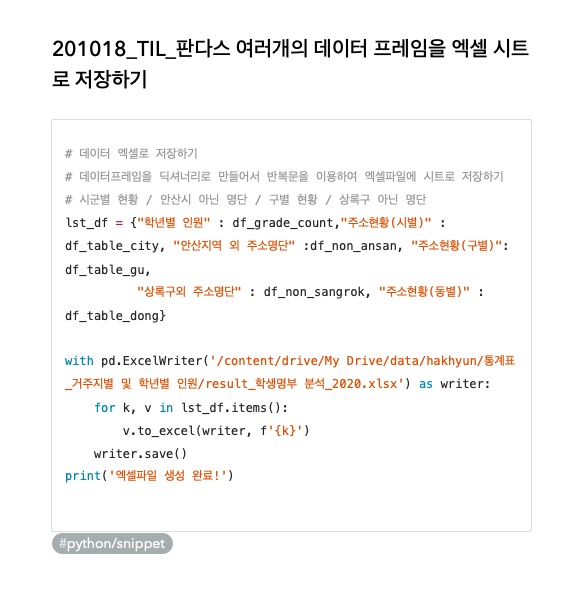 201018_TIL_판다스 여러개의 데이터 프레임을 엑셀 시트
로 저장하기
# 데이터 엑셀로 저장하기
# 데이터프레임을 딕셔너리로 만들어서 반복문을 이용하여 엑셀파일에 시트로 저장하기
# 시군별 현황 / 안산시 아닌 명단 / 구별 현황 / 상록구 아닌 명단
lst_df = {"학년별 인원" : df_grade_count,"주소현황(시별)" :
df_table_city, "안산지역 외 주소명단" :df_non_ansan, "주소현황(구별)":
df_table_gu,
"상록구외 주소명단" : df_non_sangrok, "주소현황(동별)" :
df_table_dong}
with pd.ExcelWriter('/content/drive/My Drive/data/hakhyun/통계표
_거주지별 및 학년별 인원/result_학생명부 분석_2020.xlsx') as writer:
for k, v in lst_df.items():
v.to_excel(writer, f'{k}')
writer.save()
print('엑셀파일 생성 완료!')
#python/snippet